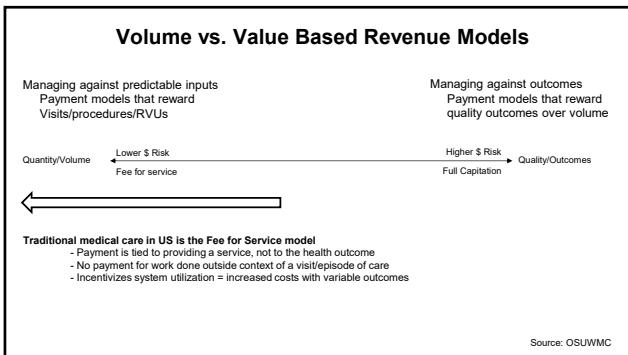 Volume vs. Value Based Revenue Models
Managing against predictable inputs
Payment models that reward
Visits/procedures/RVUs
Managing against outcomes
Payment models that reward
quality outcomes over volume
Quantity/Volume
Lower $ Risk
Fee for service
Higher $ Risk
Full Capitation
Quality/Outcomes
Traditional medical care in US is the Fee for Service model
- Payment is tied to providing a service, not to the health outcome
- No payment for work done outside context of a visit/episode of care
- Incentivizes system utilization = increased costs with variable outcomes
Source: OSUWMC